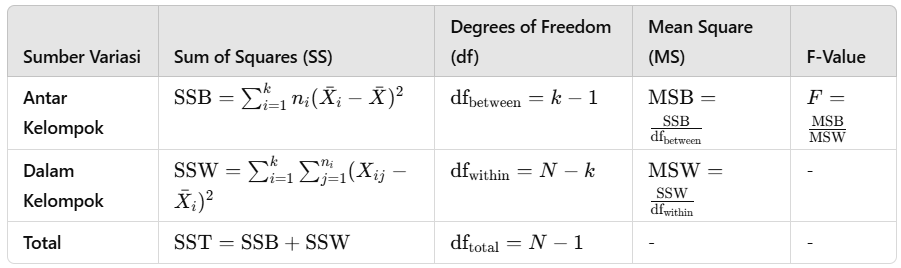 Sumber Variasi | Sum of Squares (SS) | Degrees of Freedom (df) | Mean Square (MS) | F-Value
Antar Kelompok | SSB = ∑_{i=1}^{k} n_i(X̄_i − X̄)² | df_between = k − 1 | MSB = SSB/df_between | F = MSB/MSW
Dalam Kelompok | SSW = ∑_{i=1}^{k} ∑_{j=1}^{n_i}(X_{ij} − X̄_i)² | df_within = N − k | MSW = SSW/df_within | -
Total | SST = SSB + SSW | df_total = N − 1 | - | -